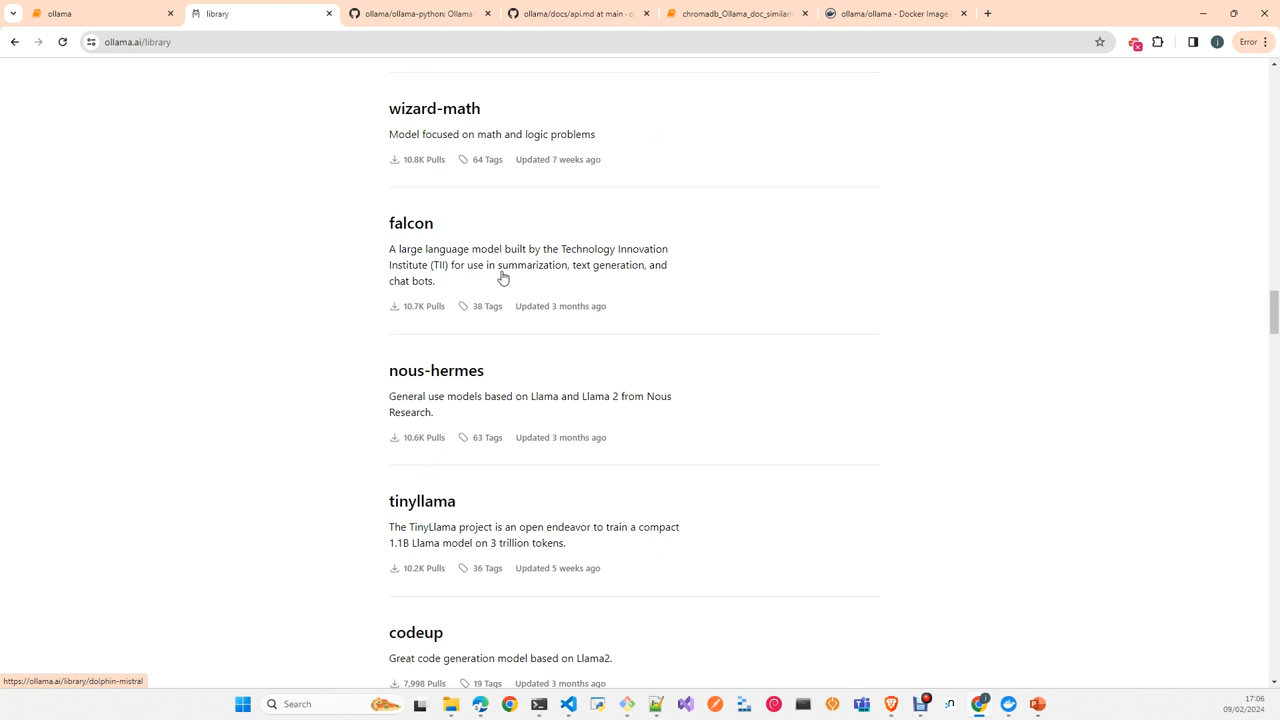 ollama
library
ollama/ollama-python: Ollama
ollama/docs/api.md at main · o
chromadb_Ollama_doc_similari
ollama/ollama - Docker Image
ollama.ai/library
Error
wizard-math
Model focused on math and logic problems
10.8K Pulls 64 Tags Updated 7 weeks ago
falcon
A large language model built by the Technology Innovation
Institute (TII) for use in summarization, text generation, and
chat bots.
10.7K Pulls 38 Tags Updated 3 months ago
nous-hermes
General use models based on Llama and Llama 2 from Nous
Research.
10.6K Pulls 63 Tags Updated 3 months ago
tinyllama
The TinyLlama project is an open endeavor to train a compact
1.1B Llama model on 3 trillion tokens.
10.2K Pulls 36 Tags Updated 5 weeks ago
codeup
Great code generation model based on Llama2.
7,998 Pulls 19 Tags Updated 3 months ago
https://ollama.ai/library/dolphin-mistral
Search
17:06
09/02/2024